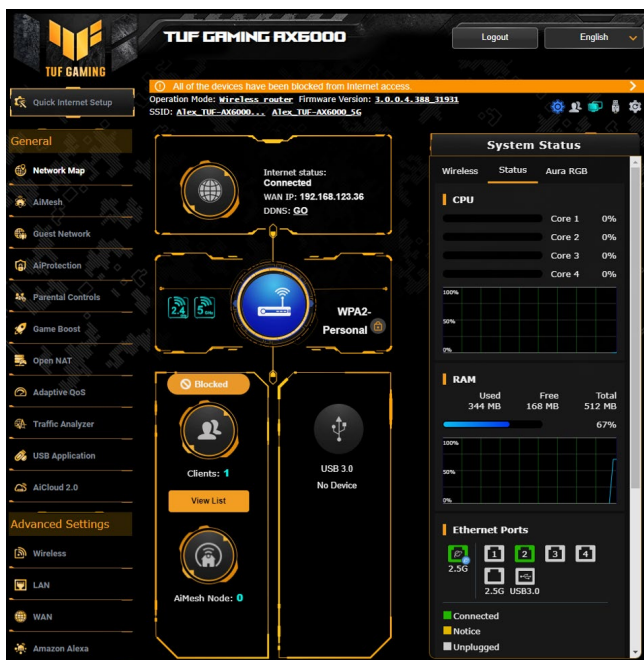 TUF GAMING
TUF GAMING AX6000
Logout
English
All of the devices have been blocked from Internet access.
Quick Internet Setup
Operation Mode: Wireless router Firmware Version: 3.0.0.4.388_31931
SSID: Alex_TUF-AX6000... Alex_TUF-AX6000_5G
General
Network Map
AiMesh
Guest Network
AiProtection
Parental Controls
Game Boost
Open NAT
Adaptive QoS
Traffic Analyzer
USB Application
AiCloud 2.0
Advanced Settings
Wireless
LAN
WAN
Amazon Alexa
Internet status:
Connected
WAN IP: 192.168.123.36
DDNS: GO
2.4 GHz
5 GHz
WPA2-
Personal
Blocked
Clients: 1
View List
AiMesh Node: 0
USB 3.0
No Device
System Status
Wireless Status Aura RGB
CPU
Core 1 0%
Core 2 0%
Core 3 0%
Core 4 0%
100%
50%
0%
RAM
Used Free Total
344 MB 168 MB 512 MB
67%
100%
50%
0%
Ethernet Ports
1 2 3 4
2.5G
2.5G USB3.0
Connected
Notice
Unplugged